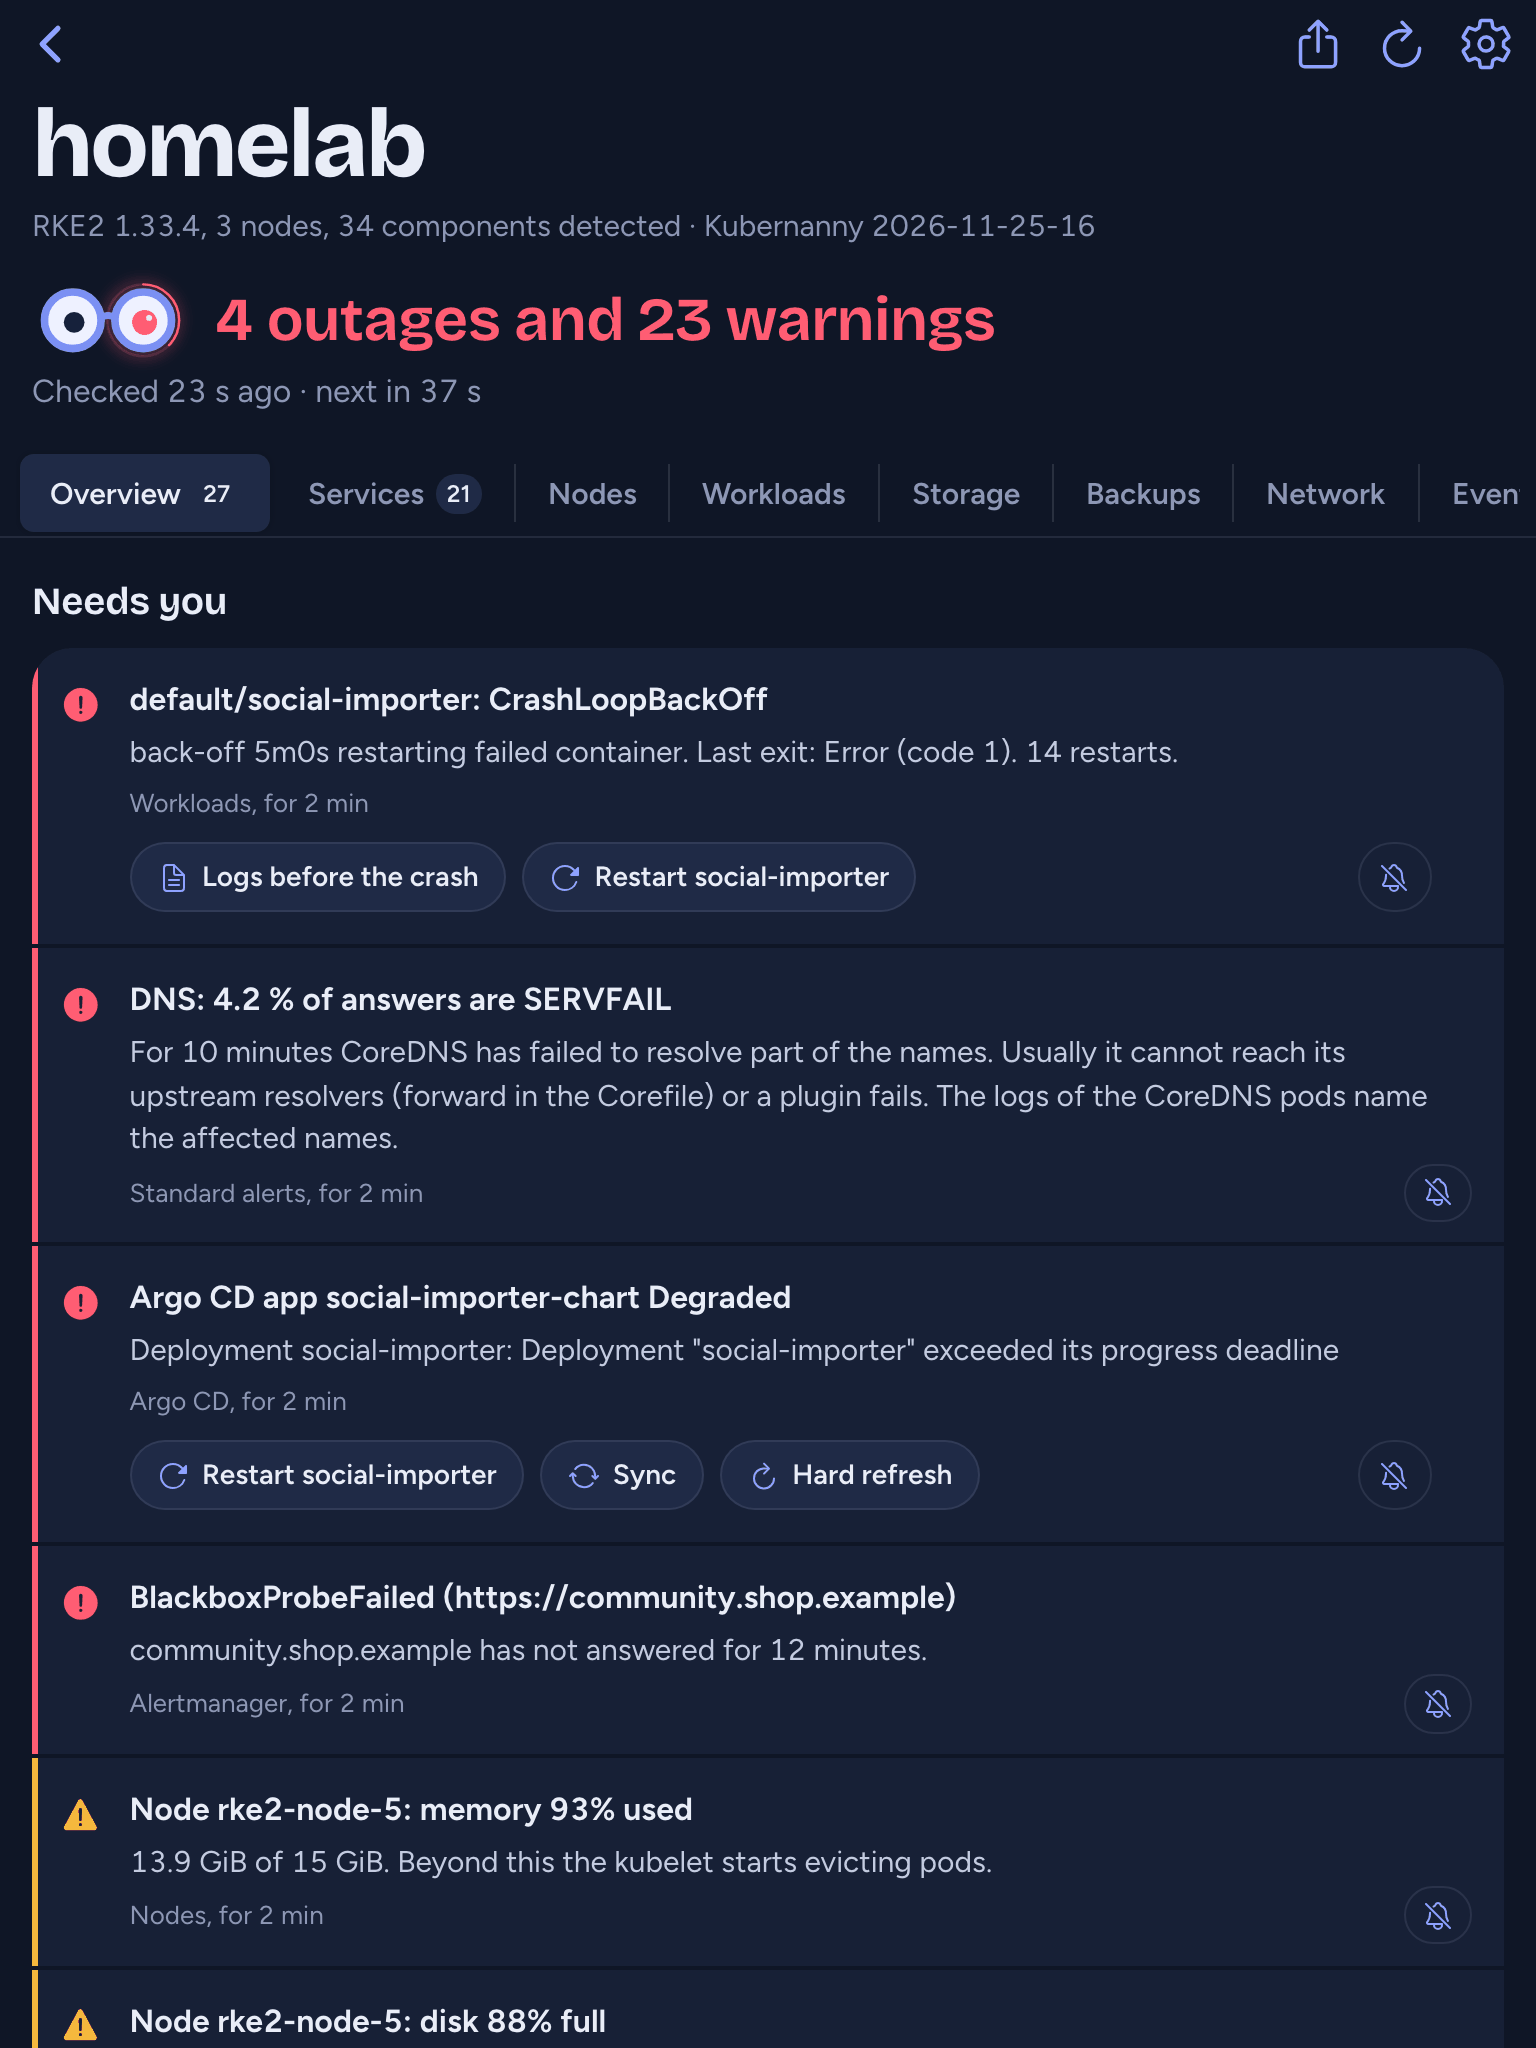 homelab
RKE2 1.33.4, 3 nodes, 34 components detected · Kubernanny 2026-11-25-16
4 outages and 23 warnings
Checked 23 s ago · next in 37 s
Overview 27 Services 21 Nodes Workloads Storage Backups Network Even
Needs you
default/social-importer: CrashLoopBackOff
back-off 5m0s restarting failed container. Last exit: Error (code 1). 14 restarts.
Workloads, for 2 min
Logs before the crash Restart social-importer
DNS: 4.2 % of answers are SERVFAIL
For 10 minutes CoreDNS has failed to resolve part of the names. Usually it cannot reach its
upstream resolvers (forward in the Corefile) or a plugin fails. The logs of the CoreDNS pods name
the affected names.
Standard alerts, for 2 min
Argo CD app social-importer-chart Degraded
Deployment social-importer: Deployment "social-importer" exceeded its progress deadline
Argo CD, for 2 min
Restart social-importer Sync Hard refresh
BlackboxProbeFailed (https://community.shop.example)
community.shop.example has not answered for 12 minutes.
Alertmanager, for 2 min
Node rke2-node-5: memory 93% used
13.9 GiB of 15 GiB. Beyond this the kubelet starts evicting pods.
Nodes, for 2 min
Node rke2-node-5: disk 88% full